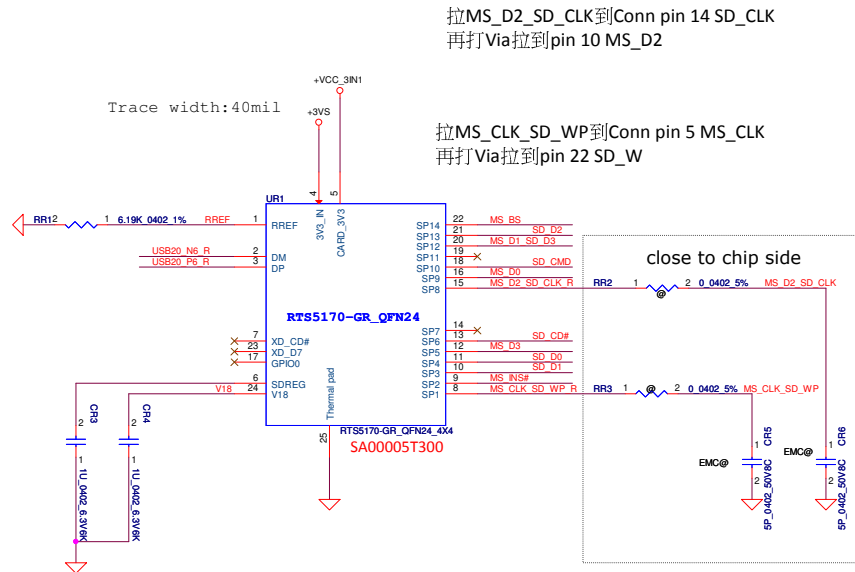 拉MS_D2_SD_CLK到Conn pin 14 SD_CLK
再打Via拉到pin 10 MS_D2
+VCC_3IN1
Trace width:40mil
+3VS
拉MS_CLK_SD_WP到Conn pin 5 MS_CLK
再打Via拉到pin 22 SD_W
UR1
4
5
3V3_IN
CARD_3V3
RR1 2 1 6.19K_0402_1% RREF 1 RREF
USB20_N6_R 2 DM
USB20_P6_R 3 DP
RTS5170-GR_QFN24
7 XD_CD#
23 XD_D7
17 GPIO0
6 SDREG
V18 24 V18
Thermal pad
25
SP14 22 MS_BS
SP13 21 SD_D2
SP12 20 MS_D1_SD_D3
SP11 19
SP10 18 SD_CMD
SP9 16 MS_D0
SP8 15 MS_D2_SD_CLK_R RR2 1 2 0_0402_5% MS_D2_SD_CLK
@
SP7 14
SP6 13 SD_CD#
SP5 12 MS_D3
SP4 11 SD_D0
SP3 10 SD_D1
SP2 9 MS_INS#
SP1 8 MS_CLK_SD_WP_R RR3 1 @ 2 0_0402_5% MS_CLK_SD_WP
close to chip side
RTS5170-GR_QFN24_4X4
SA00005T300
CR3
2
1
1U_0402_6.3V6K
CR4
2
1
1U_0402_6.3V6K
EMC@
1
2
CR5
5P_0402_50V8C
EMC@
1
2
CR6
5P_0402_50V8C